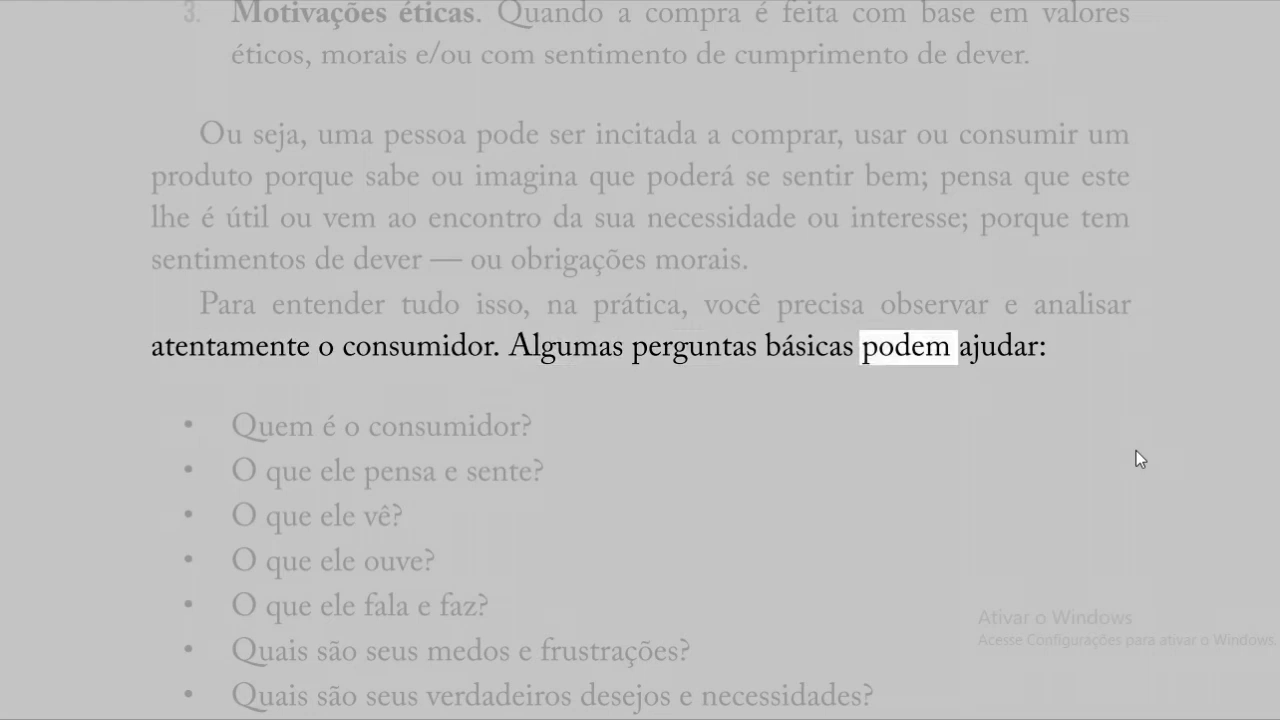 3. Motivações éticas. Quando a compra é feita com base em valores
éticos, morais e/ou com sentimento de cumprimento de dever.
Ou seja, uma pessoa pode ser incitada a comprar, usar ou consumir um
produto porque sabe ou imagina que poderá se sentir bem; pensa que este
lhe é útil ou vem ao encontro da sua necessidade ou interesse; porque tem
sentimentos de dever — ou obrigações morais.
Para entender tudo isso, na prática, você precisa observar e analisar
atentamente o consumidor. Algumas perguntas básicas podem ajudar:
• Quem é o consumidor?
• O que ele pensa e sente?
• O que ele vê?
• O que ele ouve?
• O que ele fala e faz?
• Quais são seus medos e frustrações?
• Quais são seus verdadeiros desejos e necessidades?
Ativar o Windows
Acesse Configurações para ativar o Windows.